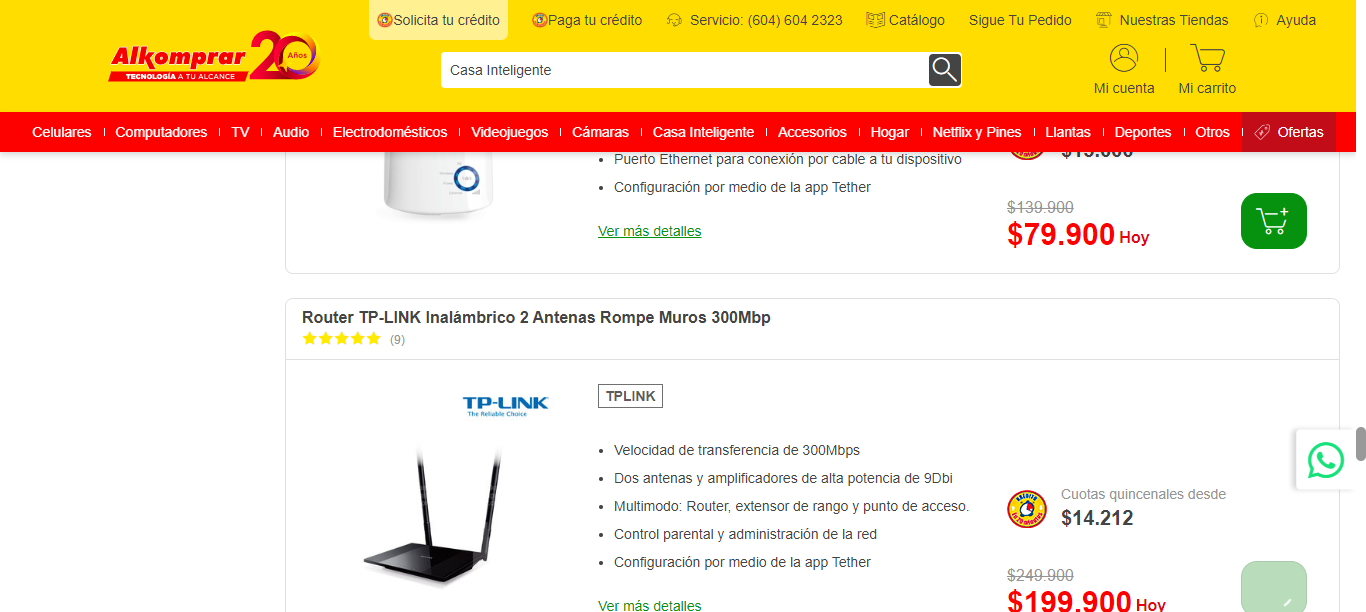 Solicita tu crédito
Paga tu crédito
Servicio: (604) 604 2323
Catálogo
Sigue Tu Pedido
Nuestras Tiendas
Ayuda
Alkomprar 20 Años
TECNOLOGÍA A TU ALCANCE
Casa Inteligente
Mi cuenta
Mi carrito
Celulares
Computadores
TV
Audio
Electrodomésticos
Videojuegos
Cámaras
Casa Inteligente
Accesorios
Hogar
Netflix y Pines
Llantas
Deportes
Otros
Ofertas
Puerto Ethernet para conexión por cable a tu dispositivo
Configuración por medio de la app Tether
Ver más detalles
$139.900
$79.900 Hoy
Router TP-LINK Inalámbrico 2 Antenas Rompe Muros 300Mbp
(9)
TP-LINK
The Reliable Choice
TPLINK
Velocidad de transferencia de 300Mbps
Dos antenas y amplificadores de alta potencia de 9Dbi
Multimodo: Router, extensor de rango y punto de acceso.
Control parental y administración de la red
Configuración por medio de la app Tether
Ver más detalles
Cuotas quincenales desde
$14.212
$249.900
$199.900 Hoy